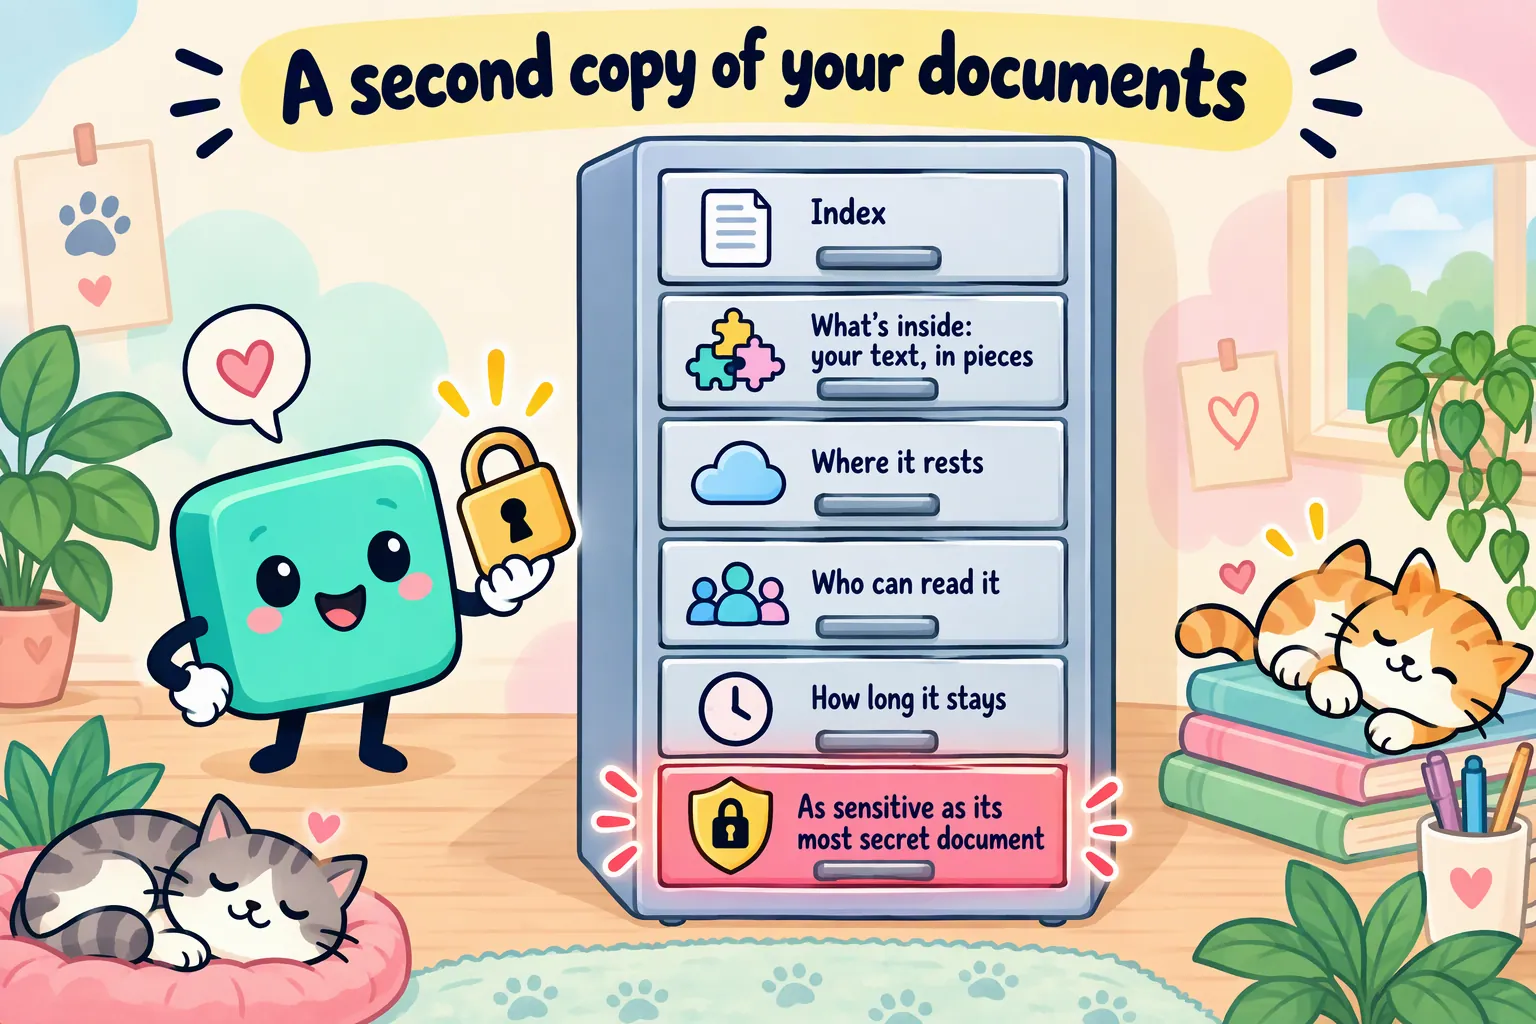 A second copy of your documents
Index
What's inside:
your text, in pieces
Where it rests
Who can read it
How long it stays
As sensitive as its
most secret document